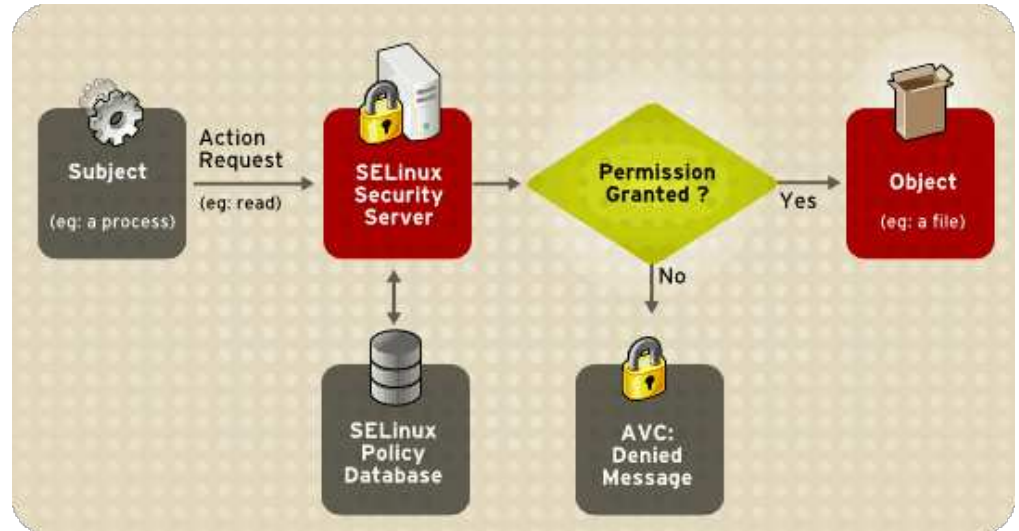 Subject
(eg: a process)
Action
Request
(eg: read)
SELinux
Security
Server
Permission
Granted ?
Yes
Object
(eg: a file)
No
SELinux
Policy
Database
AVC:
Denied
Message